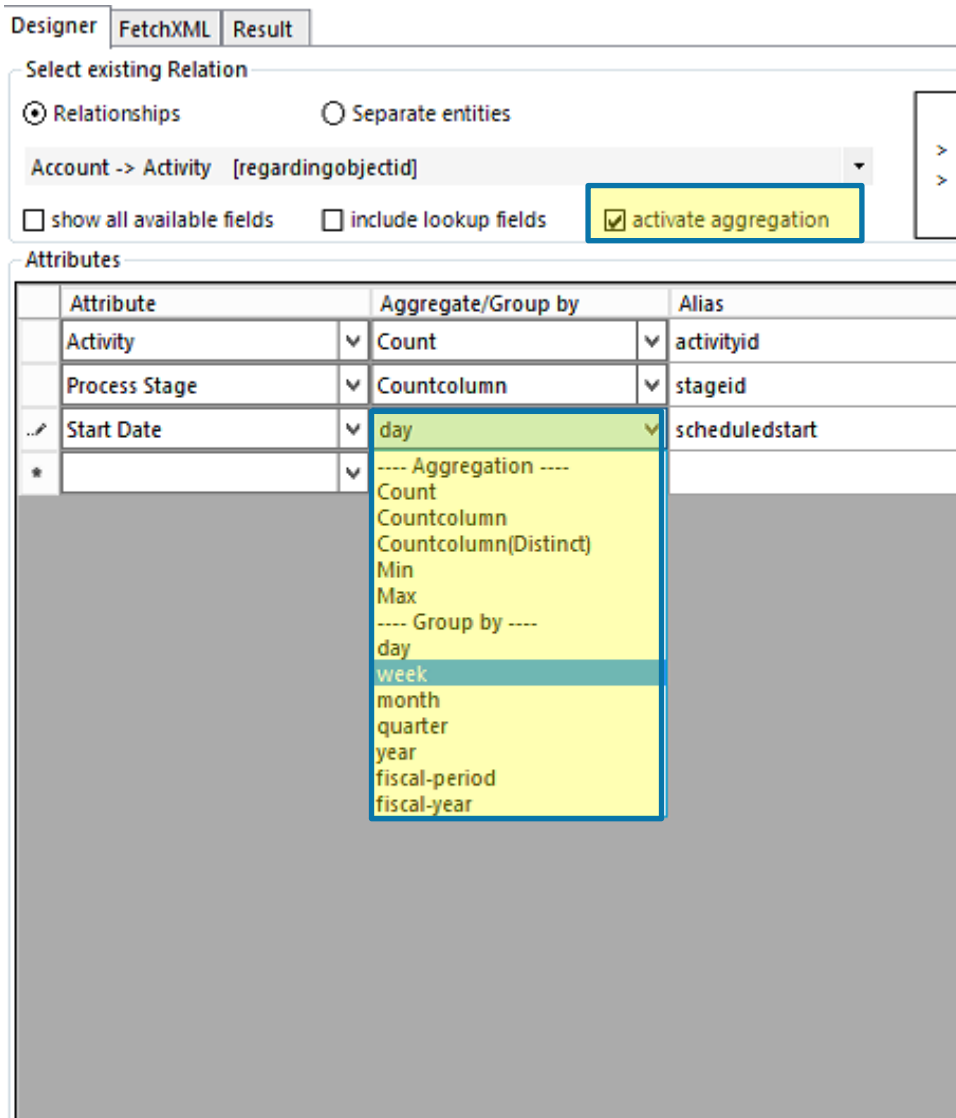 Designer FetchXML Result
Select existing Relation
Relationships Separate entities
Account -> Activity [regardingobjectid]
show all available fields include lookup fields activate aggregation
>
>
Attributes
Attribute Aggregate/Group by Alias
Activity Count activityid
Process Stage Countcolumn stageid
Start Date day scheduledstart
---- Aggregation ----
Count
Countcolumn
Countcolumn(Distinct)
Min
Max
---- Group by ----
day
week
month
quarter
year
fiscal-period
fiscal-year